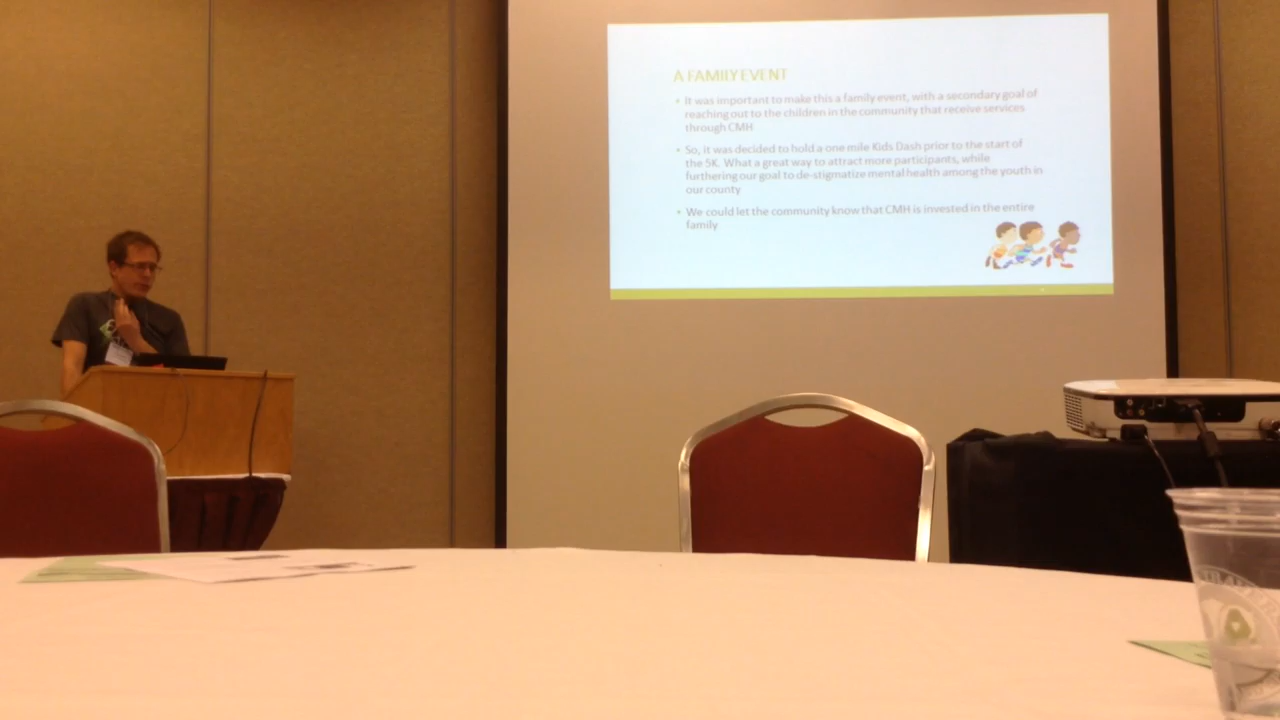 A FAMILY EVENT
• It was important to make this a family event, with a secondary goal of
reaching out to the children in the community that receive services
through CMH
• So, it was decided to hold a one mile Kids Dash prior to the start of
the 5K. What a great way to attract more participants, while
furthering our goal to de-stigmatize mental health among the youth in
our county
• We could let the community know that CMH is invested in the entire
family